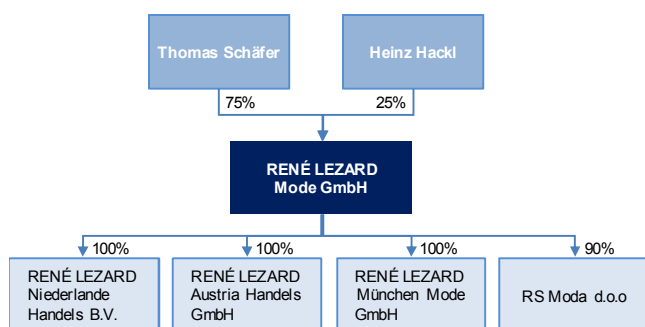 Thomas Schäfer
Heinz Hackl
75%
25%
RENÉ LEZARD
Mode GmbH
100%
100%
100%
90%
RENÉ LEZARD
Niederlande
Handels B.V.
RENÉ LEZARD
Austria Handels
GmbH
RENÉ LEZARD
München Mode
GmbH
RS Moda d.o.o